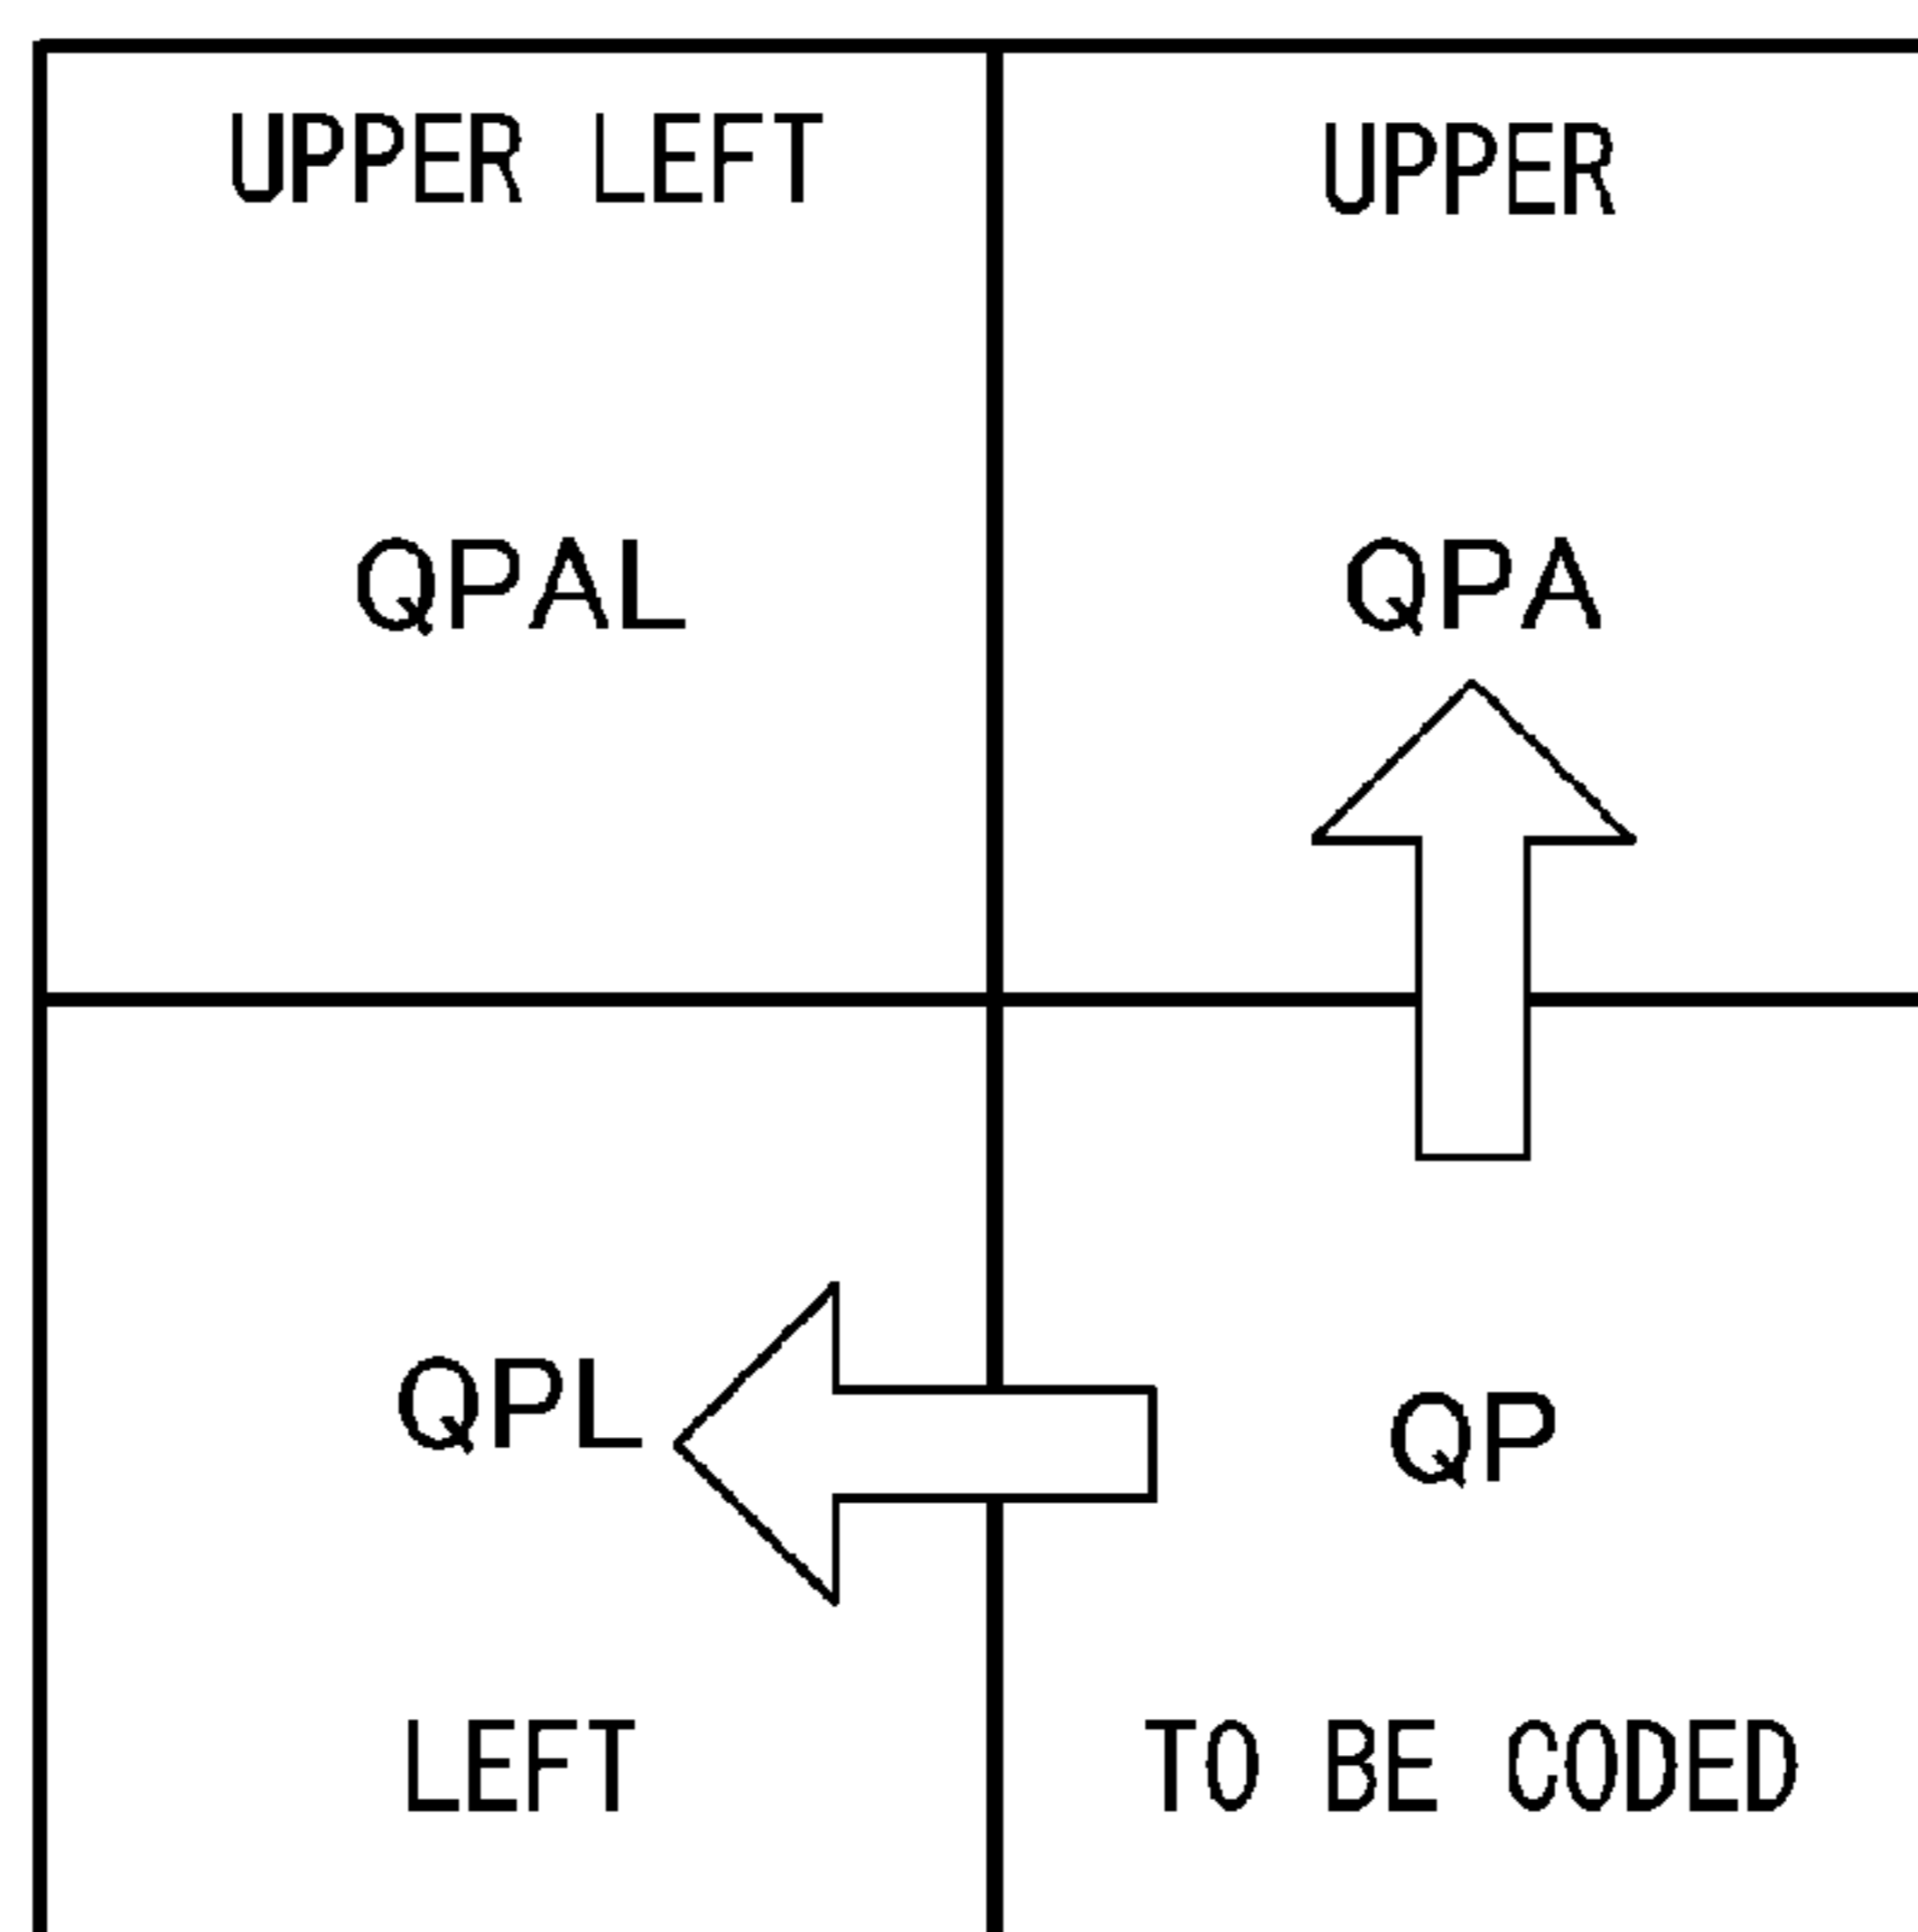 UPPER LEFT
UPPER
QPAL
QPA
QPL
QP
LEFT
TO BE CODED